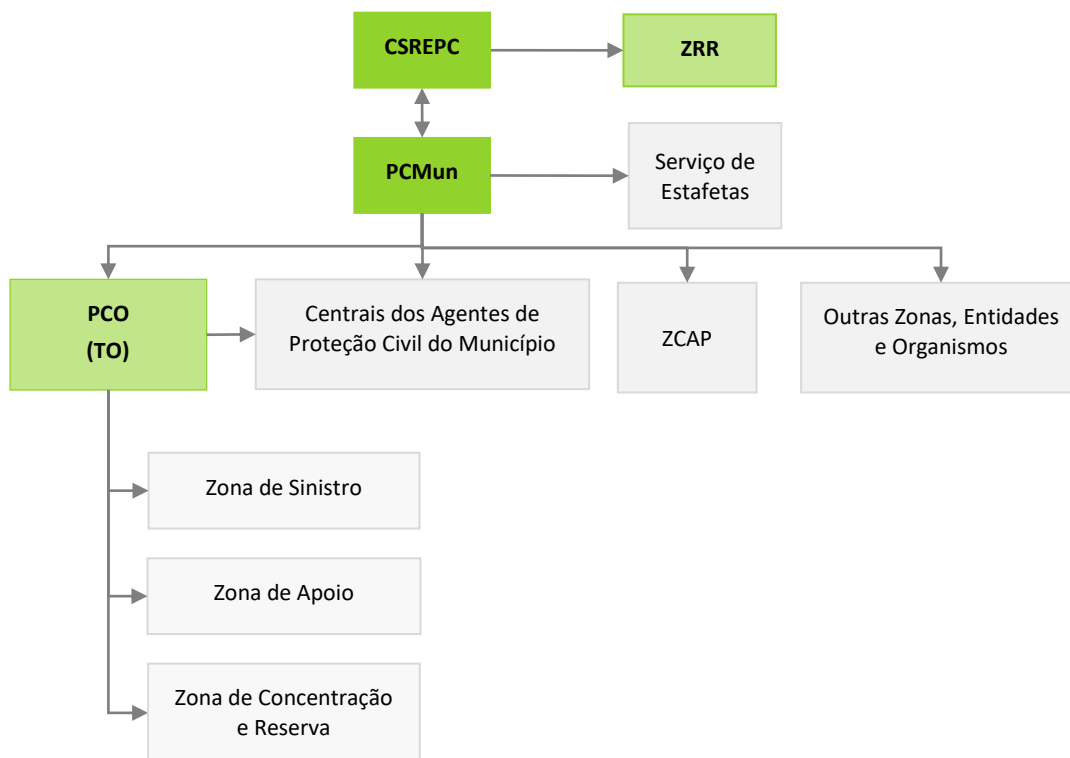 CSREPC
ZRR
PCMun
Serviço de
Estafetas
PCO
(TO)
Centrais dos Agentes de
Proteção Civil do Município
ZCAP
Outras Zonas, Entidades
e Organismos
Zona de Sinistro
Zona de Apoio
Zona de Concentração
e Reserva